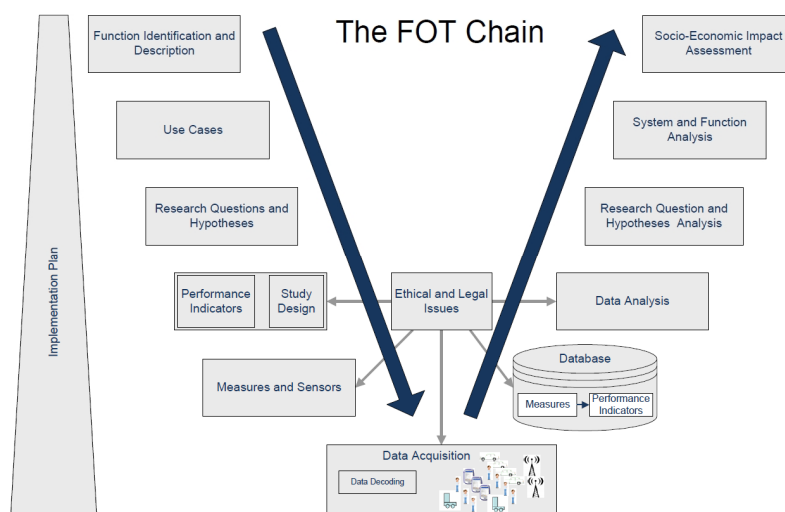 The FOT Chain
Function Identification and
Description
Socio-Economic Impact
Assessment
Use Cases
System and Function
Analysis
Research Questions and
Hypotheses
Research Question and
Hypotheses Analysis
Implementation Plan
Performance
Indicators
Study
Design
Ethical and Legal
Issues
Data Analysis
Measures and Sensors
Database
Measures
Performance
Indicators
Data Acquisition
Data Decoding